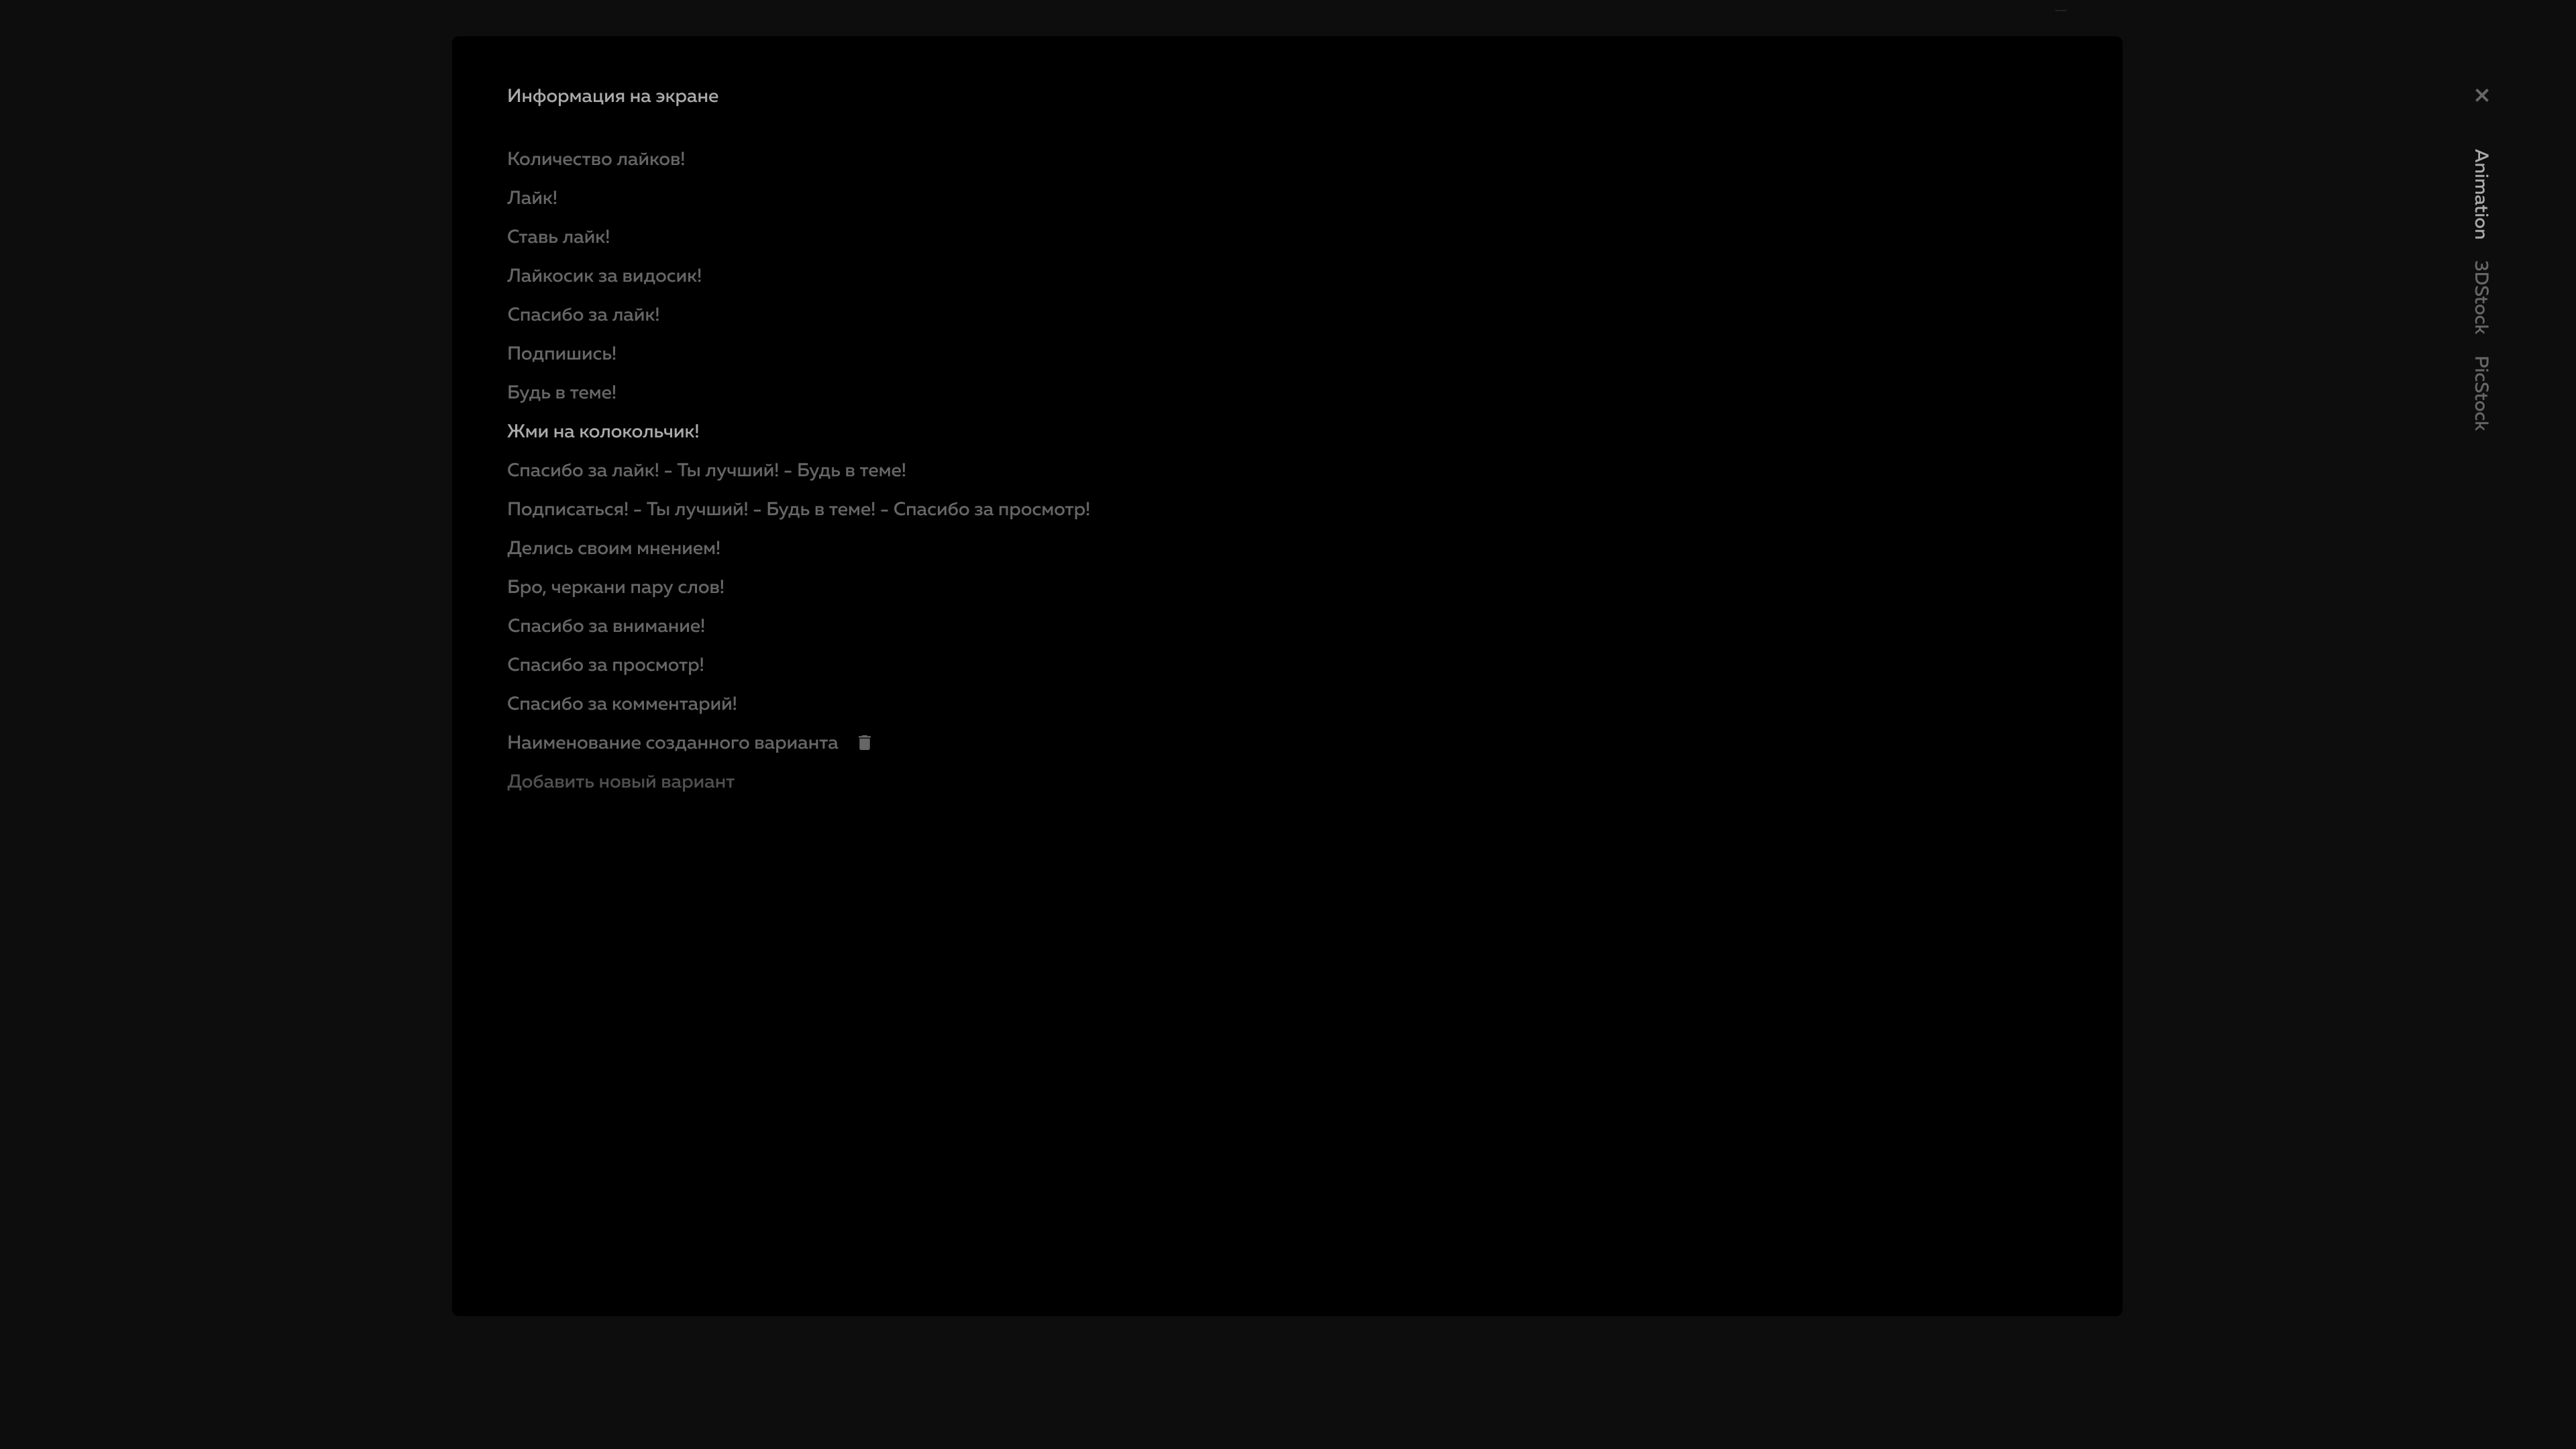 Информация на экране
Количество лайков!
Лайк!
Ставь лайк!
Лайкосик за видосик!
Спасибо за лайк!
Подпишись!
Будь в теме!
Жми на колокольчик!
Спасибо за лайк! - Ты лучший! - Будь в теме!
Подписаться! - Ты лучший! - Будь в теме! - Спасибо за просмотр!
Делись своим мнением!
Бро, черкани пару слов!
Спасибо за внимание!
Спасибо за просмотр!
Спасибо за комментарий!
Наименование созданного варианта
Добавить новый вариант
Animation
3DStock
PicStock